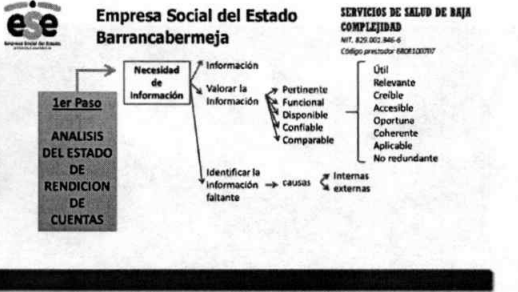 ese
Empresa Social del Estado
Barrancabermeja
SERVICIOS DE SALUD DE BAJA
COMPLEJIDAD
NIT. 829.001.846-6
Código prestador
1er Paso
ANALISIS
DEL ESTADO
DE
RENDICION
DE
CUENTAS
Necesidad
de
Información
Información
Valorar la
Información
Pertinente
Funcional
Disponible
Confiable
Comparable
Útil
Relevante
Creíble
Accesible
Oportuna
Coherente
Aplicable
No redundante
Identificar la
información
faltante
causas
Internas
externas